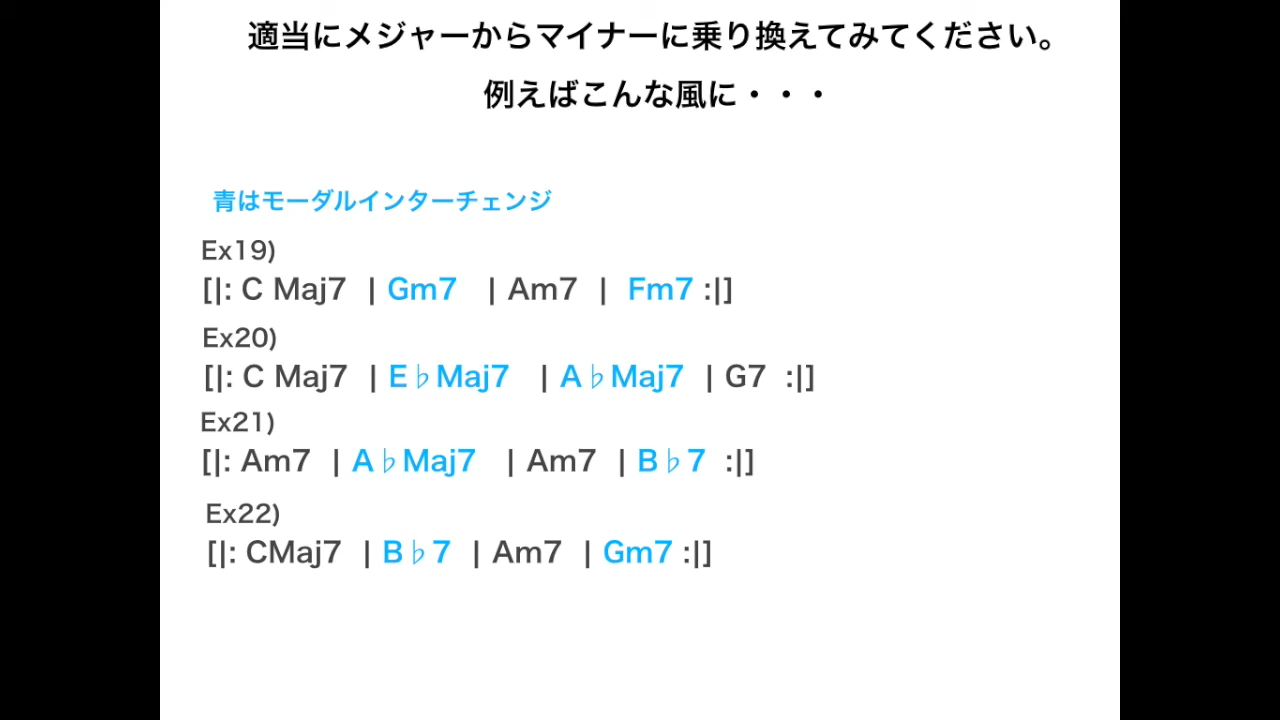 適当にメジャーからマイナーに乗り換えてみてください。
例えばこんな風に・・・
青はモーダルインターチェンジ
Ex19)
[|: C Maj7 | Gm7 | Am7 | Fm7 :|]
Ex20)
[|: C Maj7 | E♭Maj7 | A♭Maj7 | G7 :|]
Ex21)
[|: Am7 | A♭Maj7 | Am7 | B♭7 :|]
Ex22)
[|: CMaj7 | B♭7 | Am7 | Gm7 :|]